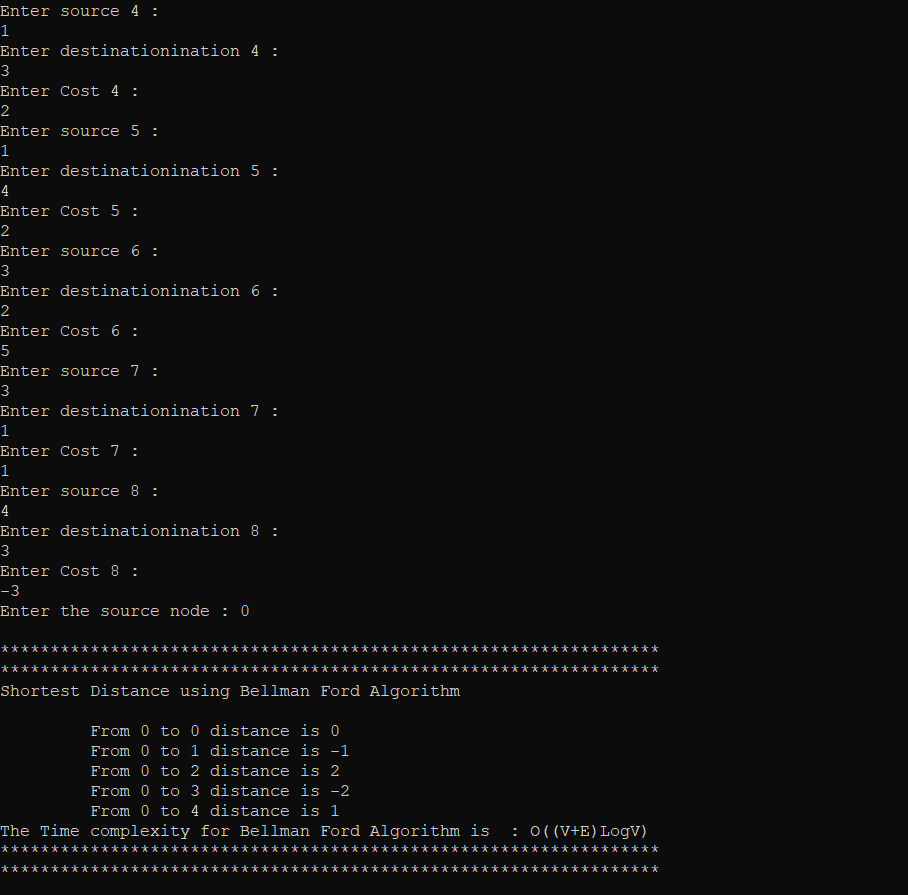 Enter source 4 :
1
Enter destinationination 4 :
3
Enter Cost 4 :
2
Enter source 5 :
1
Enter destinationination 5 :
4
Enter Cost 5 :
2
Enter source 6 :
3
Enter destinationination 6 :
2
Enter Cost 6 :
5
Enter source 7 :
3
Enter destinationination 7 :
1
Enter Cost 7 :
1
Enter source 8 :
4
Enter destinationination 8 :
3
Enter Cost 8 :
-3
Enter the source node : 0
******************************************************************
******************************************************************
Shortest Distance using Bellman Ford Algorithm
From 0 to 0 distance is 0
From 0 to 1 distance is -1
From 0 to 2 distance is 2
From 0 to 3 distance is -2
From 0 to 4 distance is 1
The Time complexity for Bellman Ford Algorithm is  : O((V+E)LogV)
******************************************************************
******************************************************************